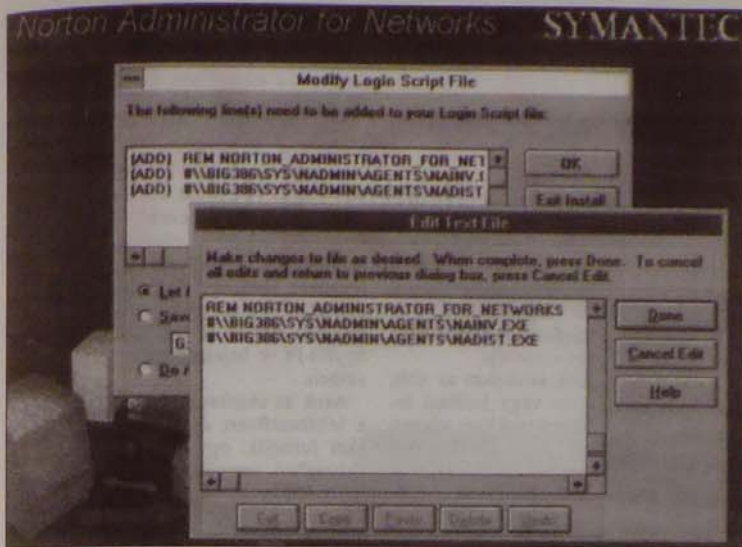 Norton Administrator for Networks SYMANTEC
Modify Login Script File
The following line(s) need to be added to your Login Script file:
(ADD) REM NORTON_ADMINISTRATOR_FOR_NET
(ADD) #\\BIG386\SYS\NADMIN\AGENTS\NAINV.
(ADD) #\\BIG386\SYS\NADMIN\AGENTS\NADIST
OK
Exit Install
Let
Save
G:
Do
Edit Text File
Make changes to file as desired. When complete, press Done. To cancel
all edits and return to previous dialog box, press Cancel Edit.
REM NORTON_ADMINISTRATOR_FOR_NETWORKS
#\\BIG386\SYS\NADMIN\AGENTS\NAINV.EXE
#\\BIG386\SYS\NADMIN\AGENTS\NADIST.EXE
Done
Cancel Edit
Help
Cut Copy Paste Delete Undo